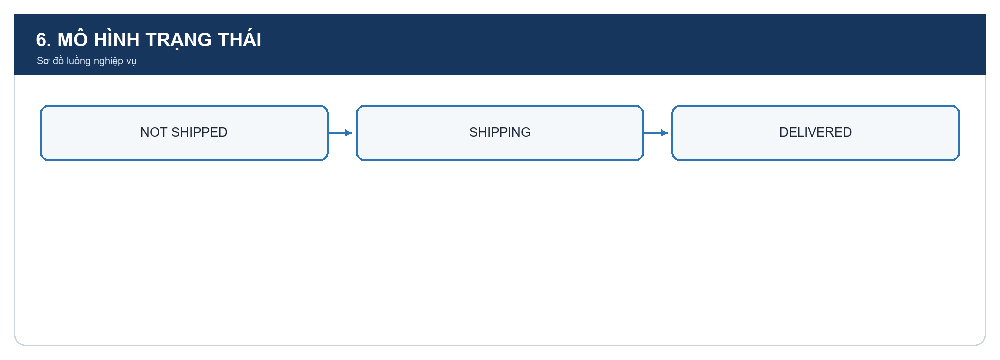 6. MÔ HÌNH TRẠNG THÁI
Sơ đồ luồng nghiệp vụ
NOT SHIPPED
SHIPPING
DELIVERED